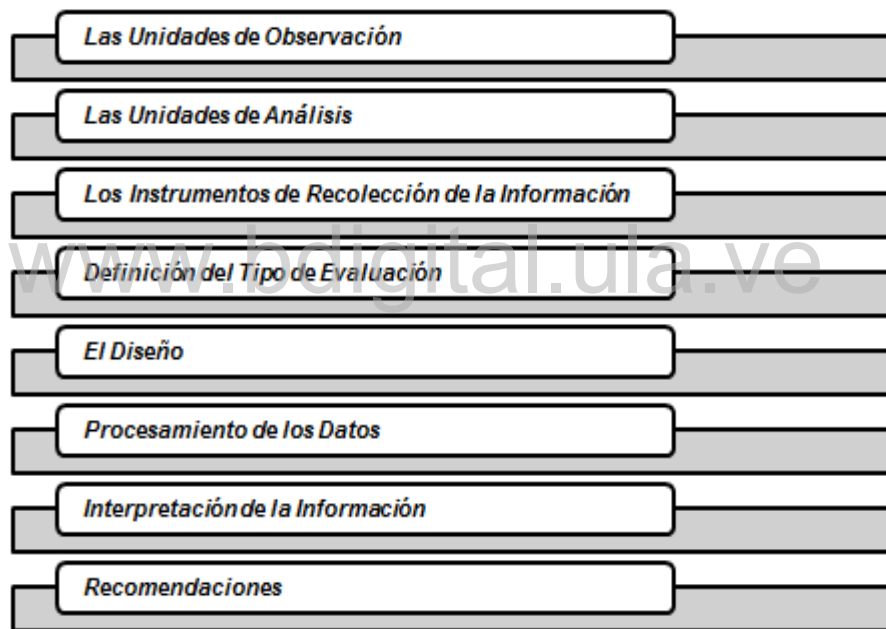 Las Unidades de Observación
Las Unidades de Análisis
Los Instrumentos de Recolección de la Información
www.bdigital.ula.ve
Definición del Tipo de Evaluación
El Diseño
Procesamiento de los Datos
Interpretación de la Información
Recomendaciones